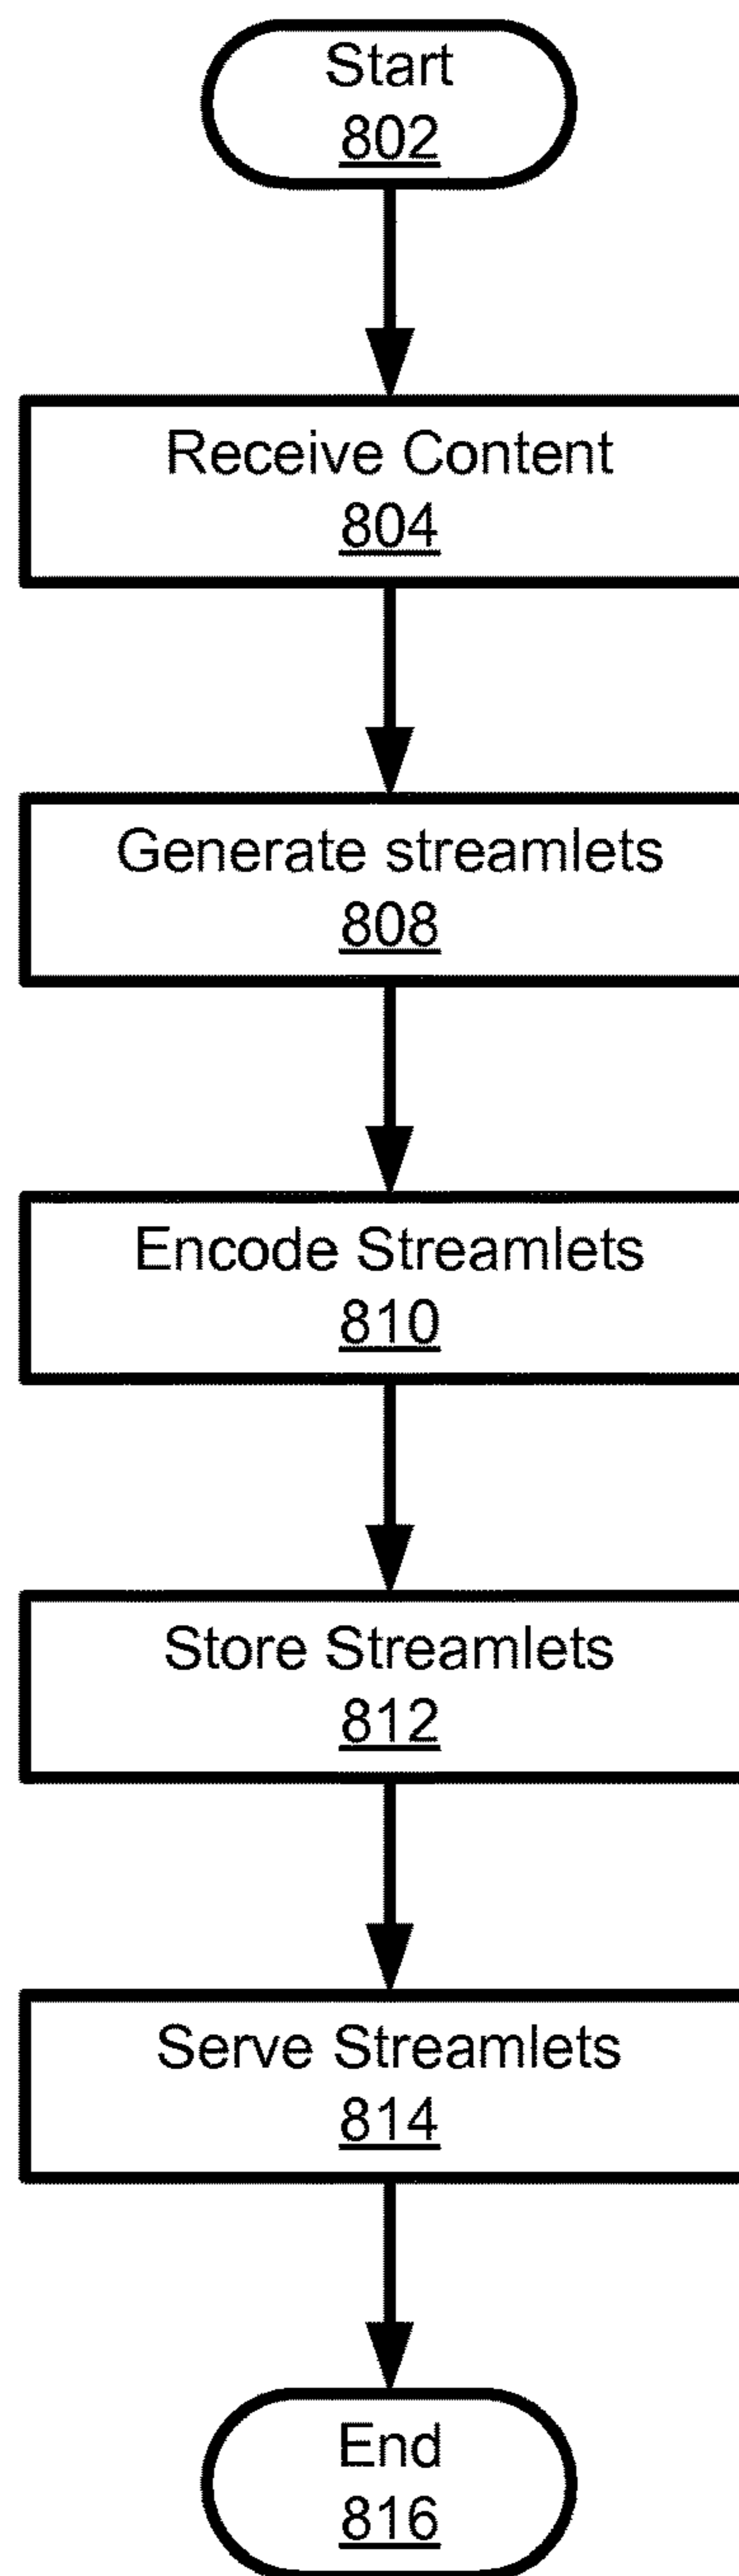 Start
802
Receive Content
804
Generate streamlets
808
Encode Streamlets
810
Store Streamlets
812
Serve Streamlets
814
End
816